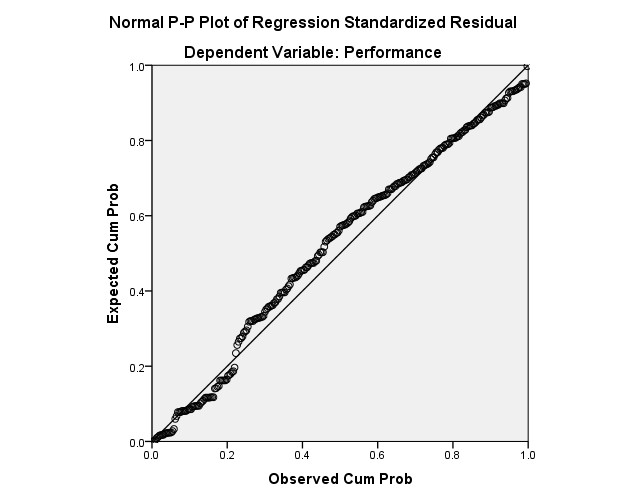 Normal P-P Plot of Regression Standardized Residual
Dependent Variable: Performance
1.0
0.8
0.6
0.4
0.2
0.0
Expected Cum Prob
0.0 0.2 0.4 0.6 0.8 1.0
Observed Cum Prob